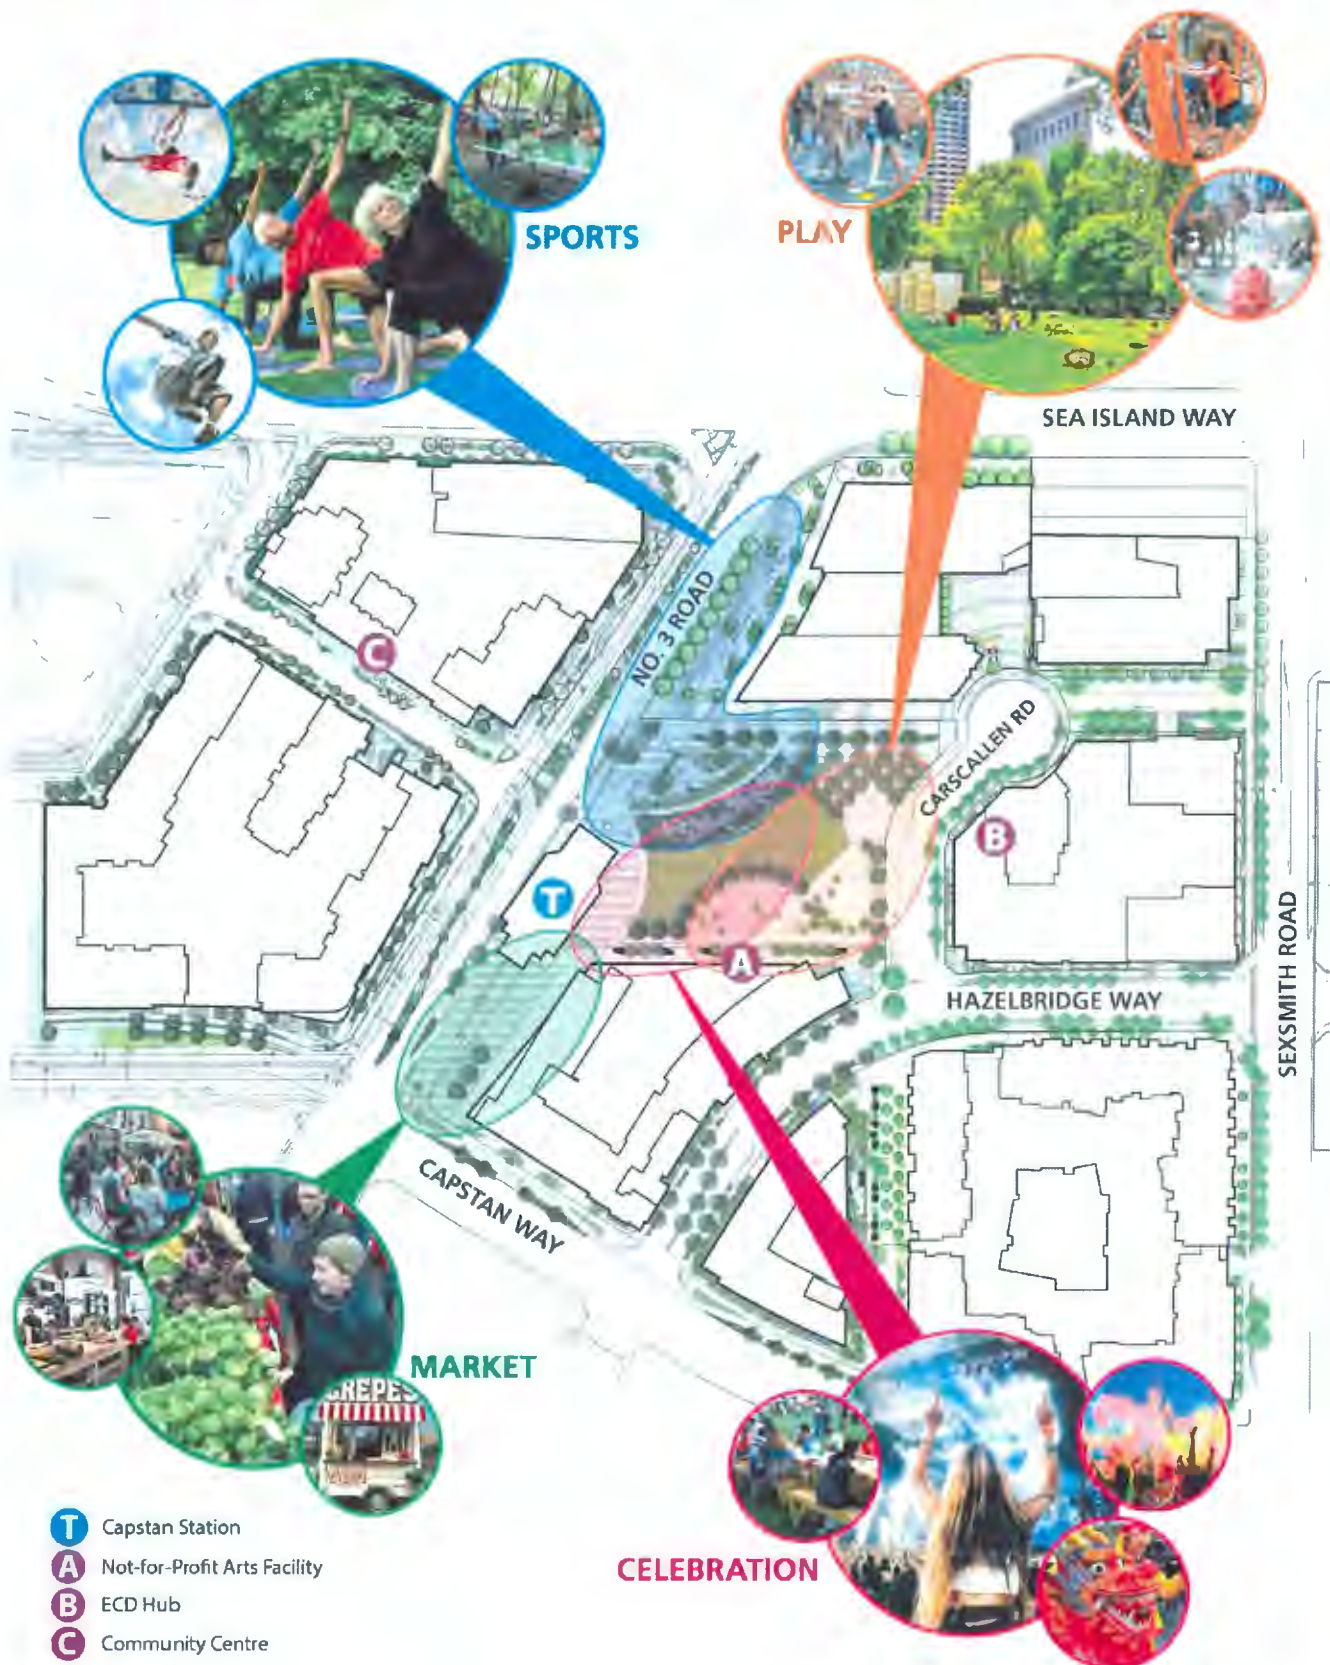 SPORTS
PLAY
SEA ISLAND WAY
NO. 3 ROAD
CARSCALLEN RD
C
B
T
A
HAZELBRIDGE WAY
SEXSMITH ROAD
CAPSTAN WAY
MARKET
CREPES
CELEBRATION
T Capstan Station
A Not-for-Profit Arts Facility
B ECD Hub
C Community Centre